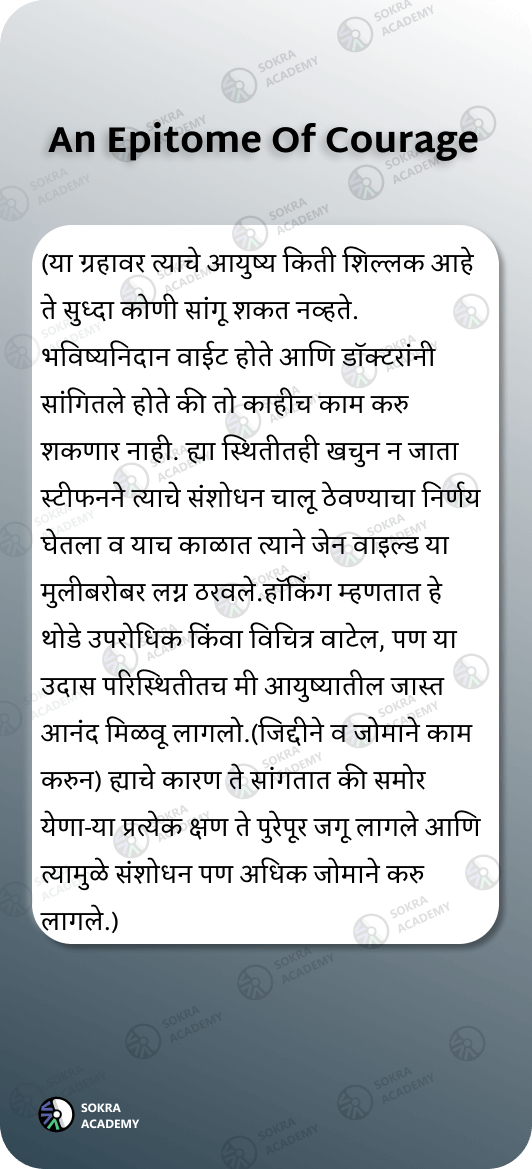 An Epitome Of Courage
(या ग्रहावर त्याचे आयुष्य किती शिल्लक आहे
ते सुध्दा कोणी सांगू शकत नव्हते.
भविष्यनिदान वाईट होते आणि डॉक्टरांनी
सांगितले होते की तो काहीच काम करु
शकणार नाही. ह्या स्थितीतही खचुन न जाता
स्टीफनने त्याचे संशोधन चालू ठेवण्याचा निर्णय
घेतला व याच काळात त्याने जेन वाइल्ड या
मुलीबरोबर लग्न ठरवले.हॉकिंग म्हणतात हे
थोडे उपरोधिक किंवा विचित्र वाटेल, पण या
उदास परिस्थितीतच मी आयुष्यातील जास्त
आनंद मिळवू लागलो.(जिद्दीने व जोमाने काम
करुन) ह्याचे कारण ते सांगतात की समोर
येणा-या प्रत्येक क्षण ते पुरेपूर जगू लागले आणि
त्यामुळे संशोधन पण अधिक जोमाने करु
लागले.)
SOKRA
ACADEMY